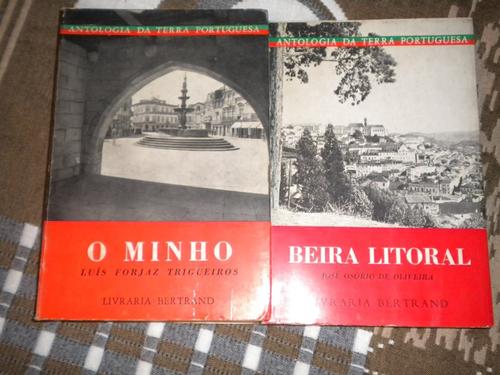 ANTOLOGIA DA TERRA PORTUGUESA
O MINHO
LUÍS FORJAZ TRIGUEIROS
LIVRARIA BERTRAND
ANTOLOGIA DA TERRA PORTUGUESA
BEIRA LITORAL
JOSÉ OSÓRIO DE OLIVEIRA
LIVRARIA BERTRAND